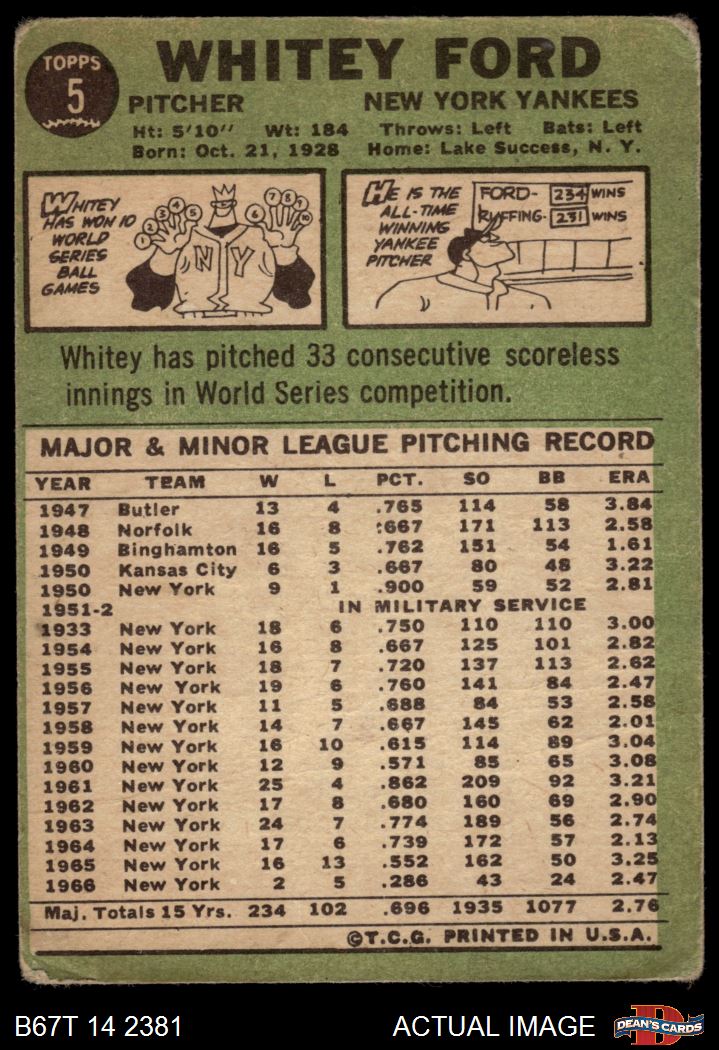 TOPPS
5
WHITEY FORD
PITCHER NEW YORK YANKEES
Ht: 5'10" Wt: 184 Throws: Left Bats: Left
Born: Oct. 21, 1928 Home: Lake Success, N. Y.
WHITEY
HAS WON 10
WORLD
SERIES
BALL
GAMES
1 2 3 4 5 6 7 8 9 10
NY
HE IS THE
ALL-TIME
WINNING
YANKEE
PITCHER
FORD- 234 WINS
RUFFING- 231 WINS
Whitey has pitched 33 consecutive scoreless
innings in World Series competition.
MAJOR & MINOR LEAGUE PITCHING RECORD
YEAR TEAM W L PCT. SO BB ERA
1947 Butler 13 4 .765 114 58 3.84
1948 Norfolk 16 8 .667 171 113 2.58
1949 Binghamton 16 5 .762 151 54 1.61
1950 Kansas City 6 3 .667 80 48 3.22
1950 New York 9 1 .900 59 52 2.81
1951-2 IN MILITARY SERVICE
1933 New York 18 6 .750 110 110 3.00
1954 New York 16 8 .667 125 101 2.82
1955 New York 18 7 .720 137 113 2.62
1956 New York 19 6 .760 141 84 2.47
1957 New York 11 5 .688 84 53 2.58
1958 New York 14 7 .667 145 62 2.01
1959 New York 16 10 .615 114 89 3.04
1960 New York 12 9 .571 85 65 3.08
1961 New York 25 4 .862 209 92 3.21
1962 New York 17 8 .680 160 69 2.90
1963 New York 24 7 .774 189 56 2.74
1964 New York 17 6 .739 172 57 2.13
1965 New York 16 13 .552 162 50 3.25
1966 New York 2 5 .286 43 24 2.47
Maj. Totals 15 Yrs. 234 102 .696 1935 1077 2.76
©T.C.G. PRINTED IN U.S.A.
B67T 14 2381 ACTUAL IMAGE D DEAN'S CARDS